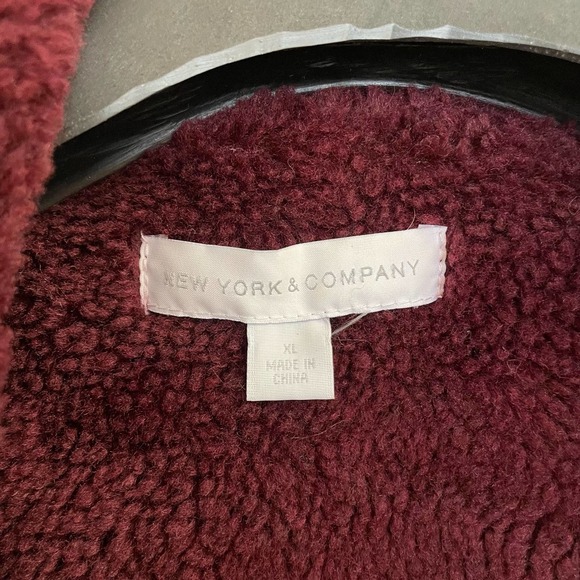 NEW YORK & COMPANY
XL
MADE IN
CHINA